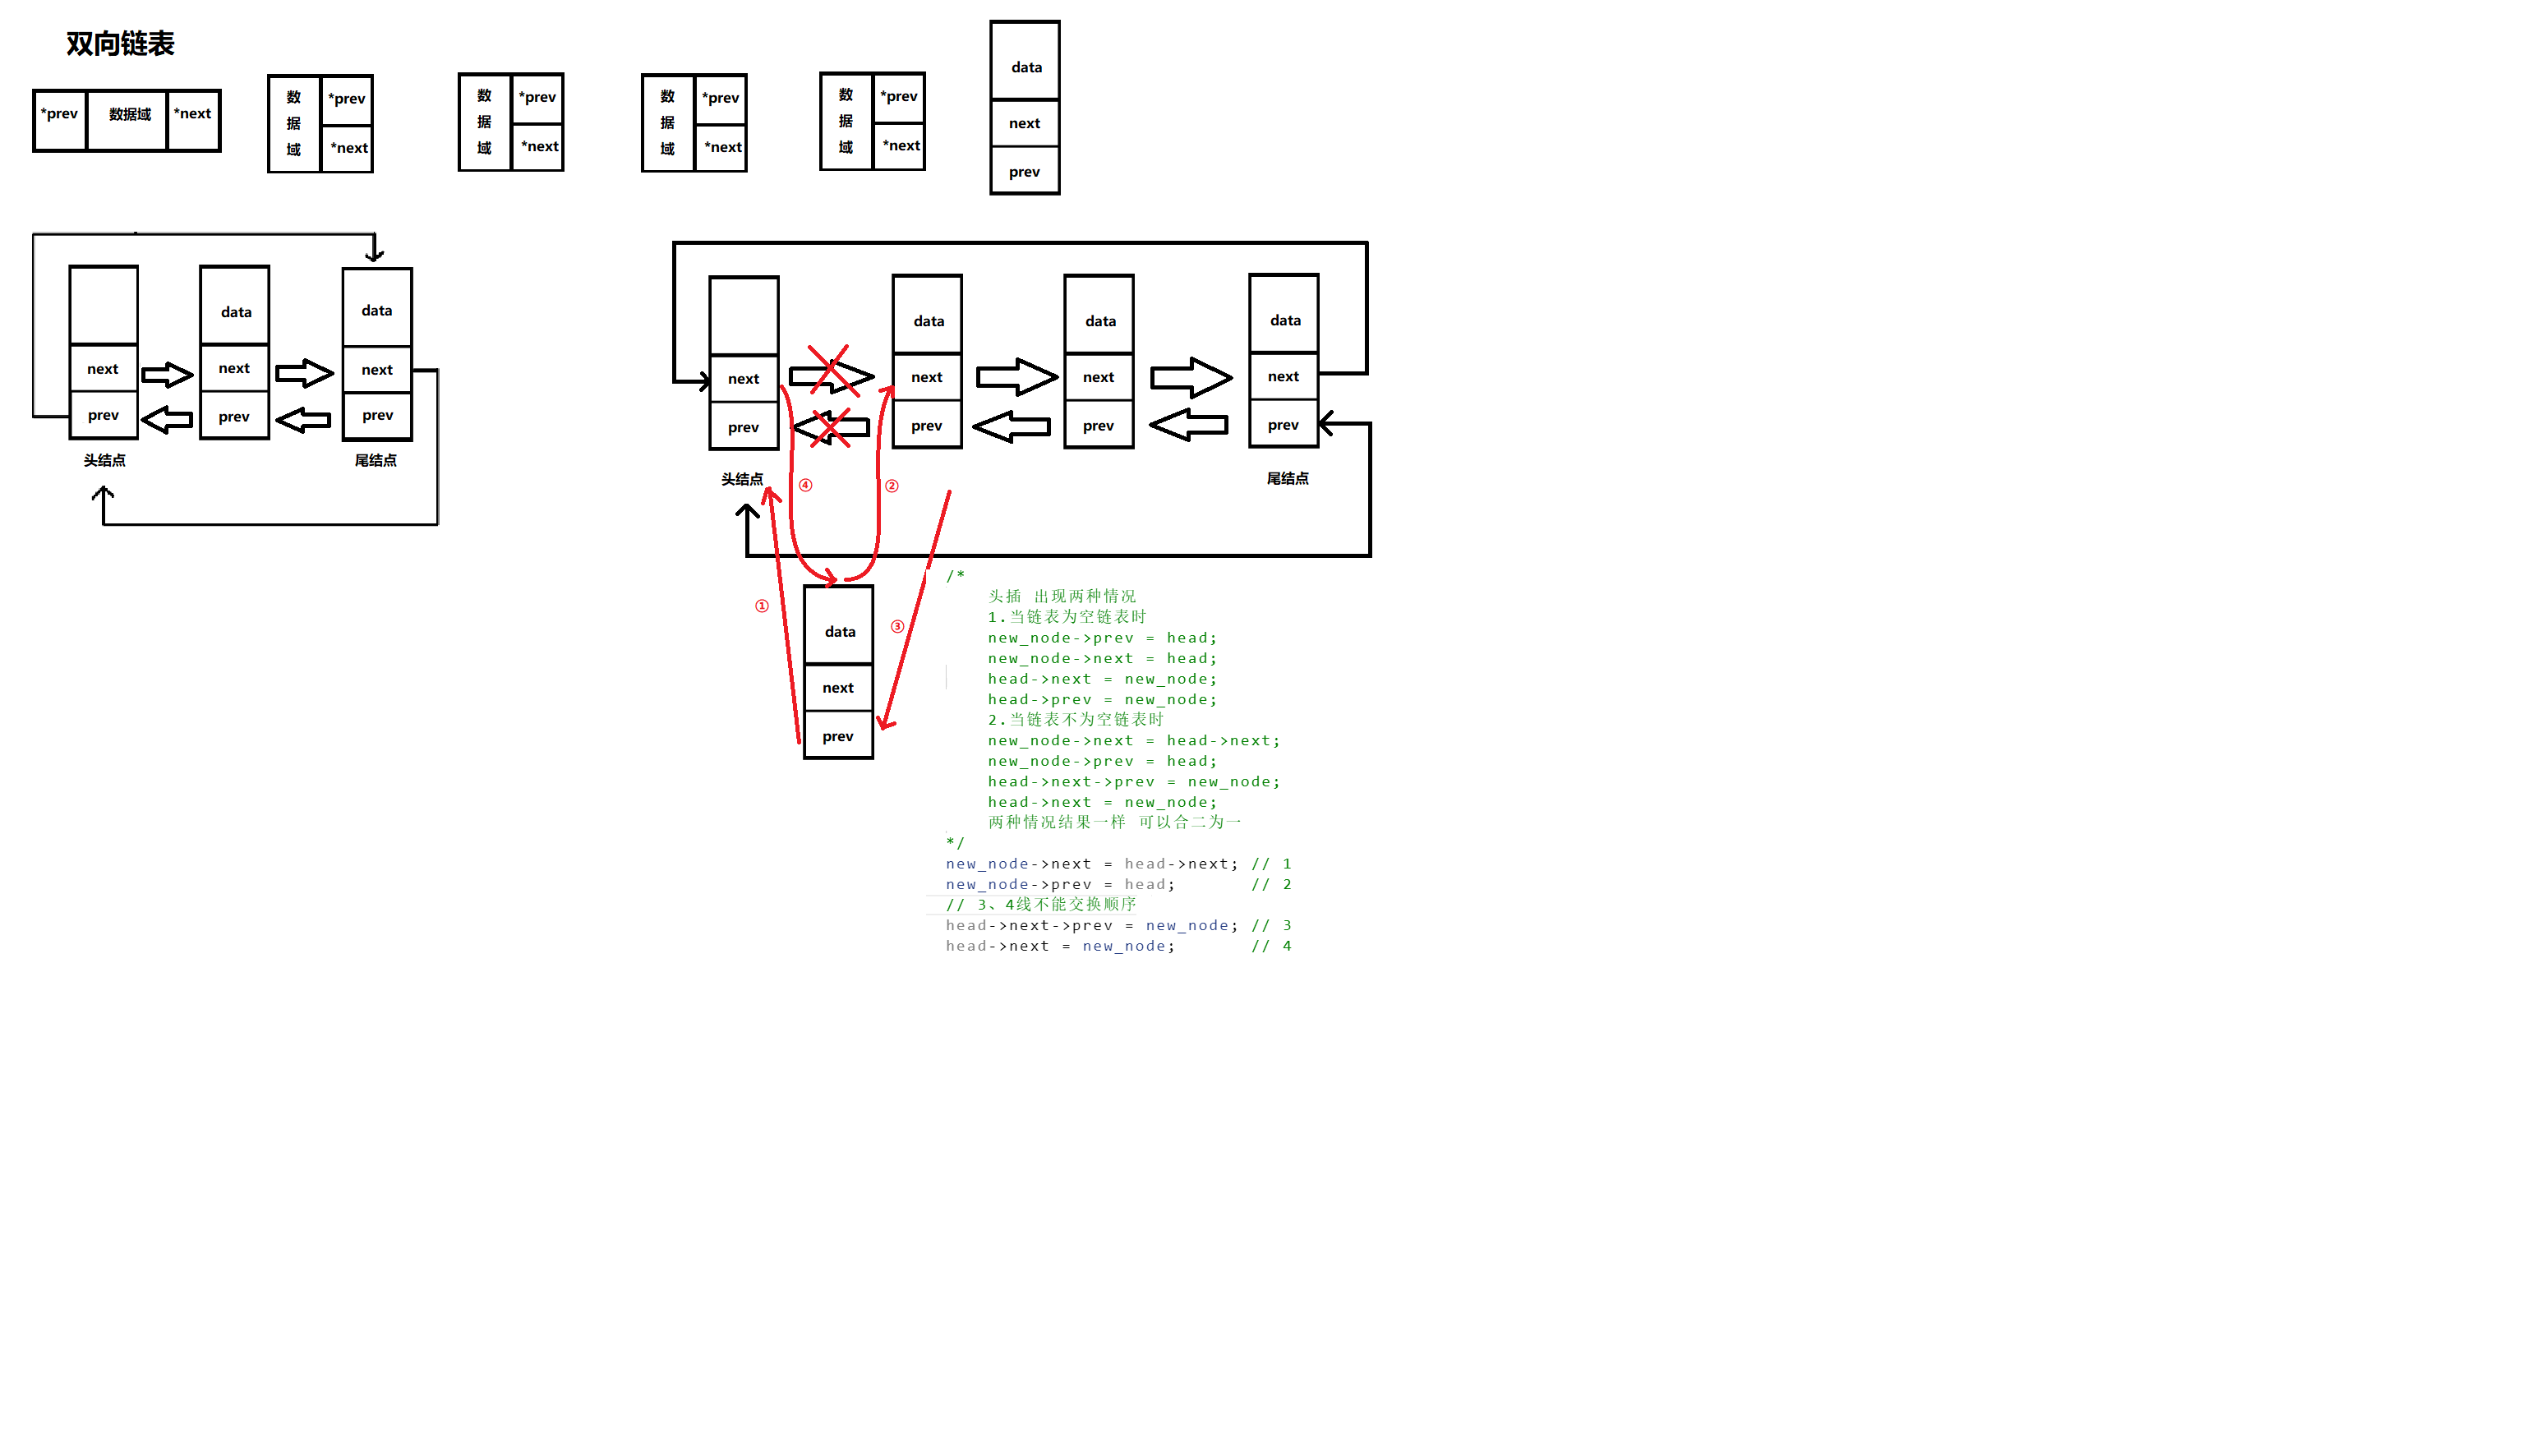 双向链表
*prev 数据域 *next
数据域 *prev *next
数据域 *prev *next
数据域 *prev *next
数据域 *prev *next
data
next
prev
next
prev
头结点
data
next
prev
data
next
prev
尾结点
next
prev
头结点
data
next
prev
data
next
prev
data
next
prev
尾结点
④
②
①
③
data
next
prev
/*
头插 出现两种情况
1.当链表为空链表时
new_node->prev = head;
new_node->next = head;
head->next = new_node;
head->prev = new_node;
2.当链表不为空链表时
new_node->next = head->next;
new_node->prev = head;
head->next->prev = new_node;
head->next = new_node;
两种情况结果一样 可以合二为一
*/
new_node->next = head->next; // 1
new_node->prev = head; // 2
// 3、4线不能交换顺序
head->next->prev = new_node; // 3
head->next = new_node; // 4